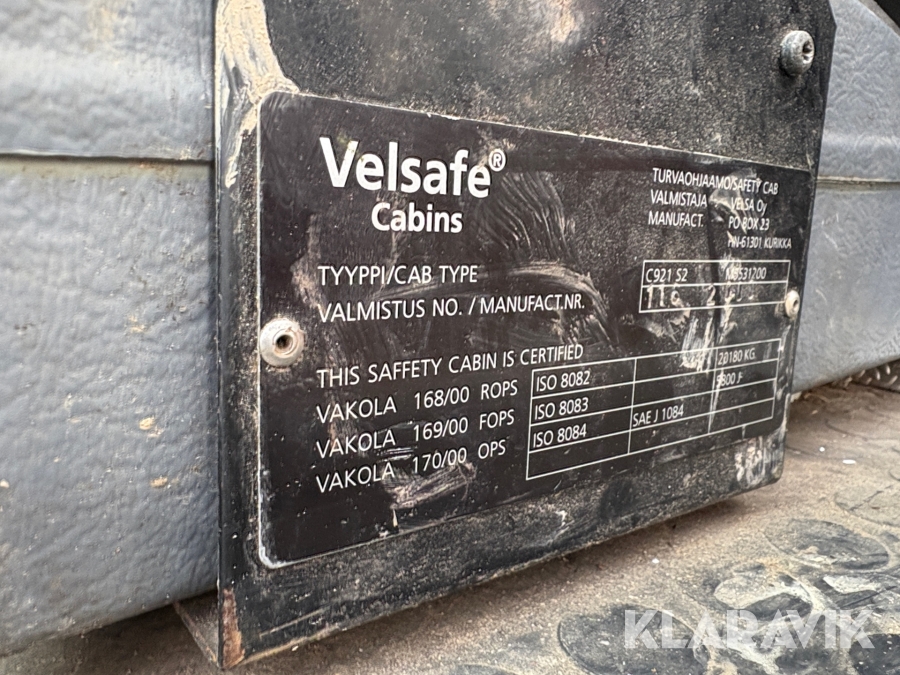 Velsafe®
Cabins
TURVAOHJAAMO/SAFETY CAB
VALMISTAJA VELSA Oy
MANUFACT. PO BOX 23
FIN-61301 KURIKKA
TYYPPI/CAB TYPE C921 S2
VALMISTUS NO. / MANUFACT.NR.
THIS SAFFETY CABIN IS CERTIFIED
VAKOLA 168/00 ROPS ISO 8082 20180 KG
VAKOLA 169/00 FOPS ISO 8083
VAKOLA 170/00 OPS ISO 8084 SAE J 1084
KLARAVIK